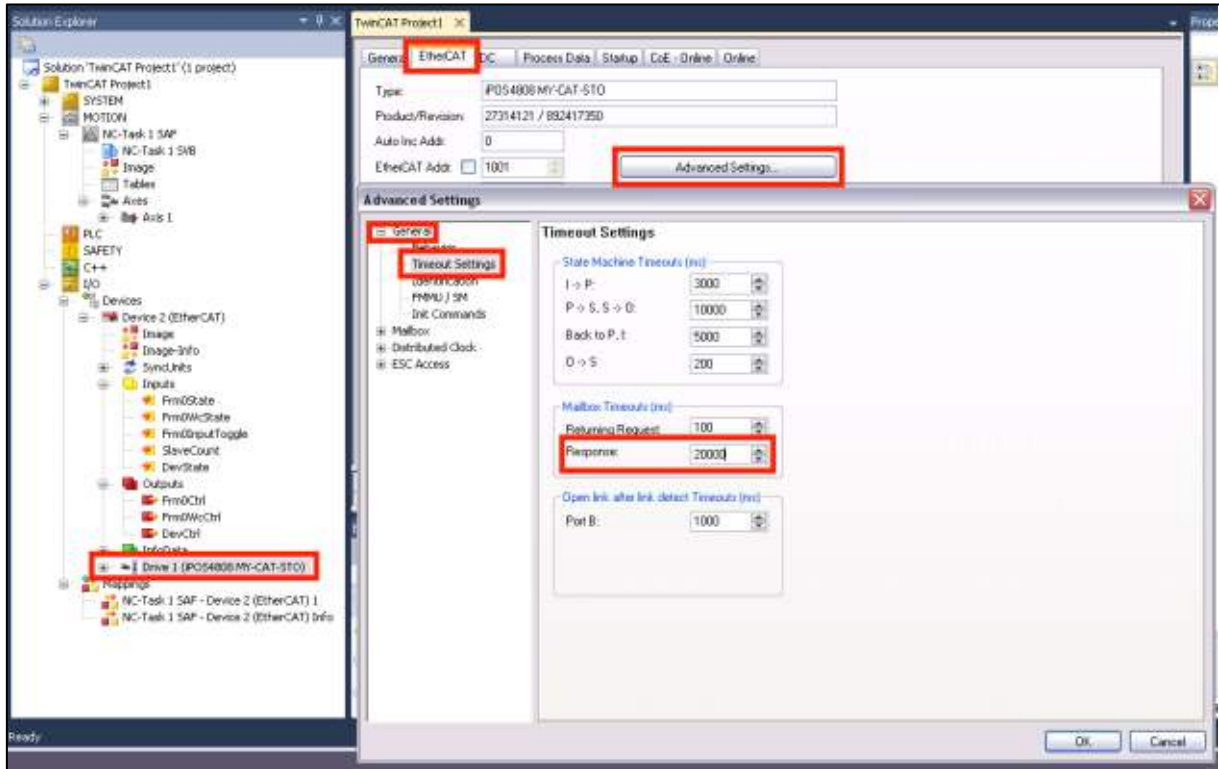 Solution Explorer
Solution 'TwinCAT Project1' (1 project)
TwinCAT Project1
SYSTEM
MOTION
NC-Task 1 SAF
NC-Task 1 SVB
Image
Tables
Axes
Axis 1
PLC
SAFETY
C++
I/O
Devices
Device 2 (EtherCAT)
Image
Image-Info
SyncUnits
Inputs
Frm0State
Frm0WcState
Frm0InputToggle
SlaveCount
DevState
Outputs
Frm0Ctrl
Frm0WcCtrl
DevCtrl
InfoData
Drive 1 (iPOS4808 MY-CAT-STO)
Mappings
NC-Task 1 SAF - Device 2 (EtherCAT) 1
NC-Task 1 SAF - Device 2 (EtherCAT) Info
Ready
TwinCAT Project1
Prope
General EtherCAT DC Process Data Startup CoE - Online Online
Type: iPOS4808 MY-CAT-STO
Product/Revision: 27314121 / 892417350
Auto Inc Addr: 0
EtherCAT Addr: 1001 Advanced Settings...
Advanced Settings
General
Behavior
Timeout Settings
Identification
FMMU / SM
Init Commands
Mailbox
Distributed Clock
ESC Access
Timeout Settings
State Machine Timeouts (ms)
I -> P: 3000
P -> S, S -> O: 10000
Back to P, I: 5000
O -> S 200
Mailbox Timeouts (ms)
Returning Request 100
Response: 20000
Open link after link detect Timeouts (ms)
Port B: 1000
OK Cancel